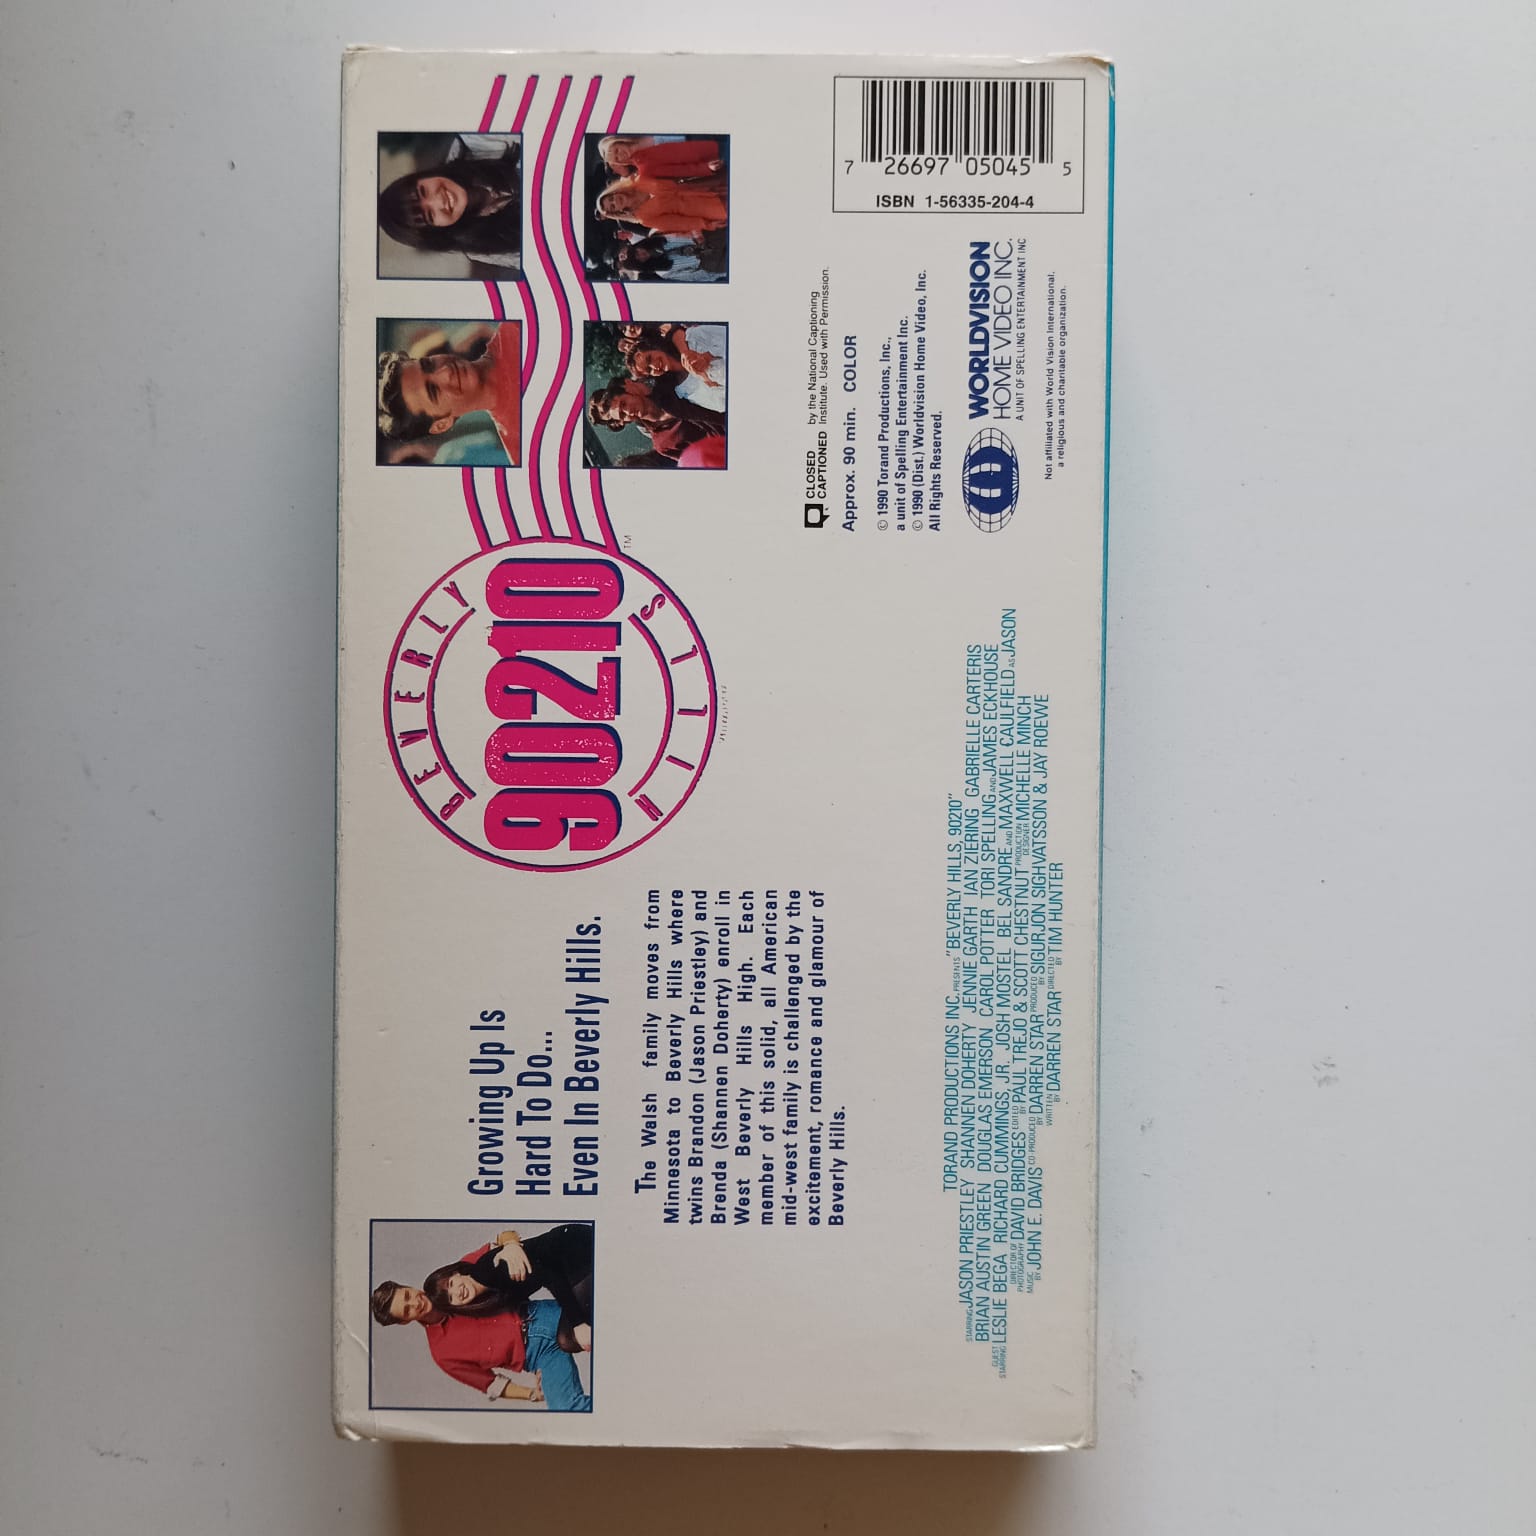 Growing Up Is
Hard To Do...
Even In Beverly Hills.
The Walsh family moves from
Minnesota to Beverly Hills where
twins Brandon (Jason Priestley) and
Brenda (Shannen Doherty) enroll in
West Beverly Hills High. Each
member of this solid, all American
mid-west family is challenged by the
excitement, romance and glamour of
Beverly Hills.
BEVERLY
90210
HILLS
TM
CLOSED
CAPTIONED
by the National Captioning
Institute. Used with Permission.
Approx. 90 min. COLOR
© 1990 Torand Productions, Inc.,
a unit of Spelling Entertainment Inc.
© 1990 (Dist.) Worldvision Home Video, Inc.
All Rights Reserved.
WORLDVISION
HOME VIDEO INC.
A UNIT OF SPELLING ENTERTAINMENT INC
Not affiliated with World Vision International,
a religious and charitable organization.
7 26697 05045 5
ISBN 1-56335-204-4
TORAND PRODUCTIONS INC. PRESENTS "BEVERLY HILLS, 90210"
STARRING JASON PRIESTLEY SHANNEN DOHERTY JENNIE GARTH IAN ZIERING GABRIELLE CARTERIS
BRIAN AUSTIN GREEN DOUGLAS EMERSON CAROL POTTER TORI SPELLING AND JAMES ECKHOUSE
GUEST STARRING LESLIE BEGA RICHARD CUMMINGS, JR. JOSH MOSTEL BEL SANDRE AND MAXWELL CAULFIELD AS JASON
DIRECTOR OF PHOTOGRAPHY DAVID BRIDGES EDITED BY PAUL TREJO & SCOTT CHESTNUT PRODUCTION DESIGNER MICHELLE MINCH
MUSIC BY JOHN E. DAVIS CO-PRODUCED BY DARREN STAR PRODUCED BY SIGURJON SIGHVATSSON & JAY ROEWE
WRITTEN BY DARREN STAR DIRECTED BY TIM HUNTER